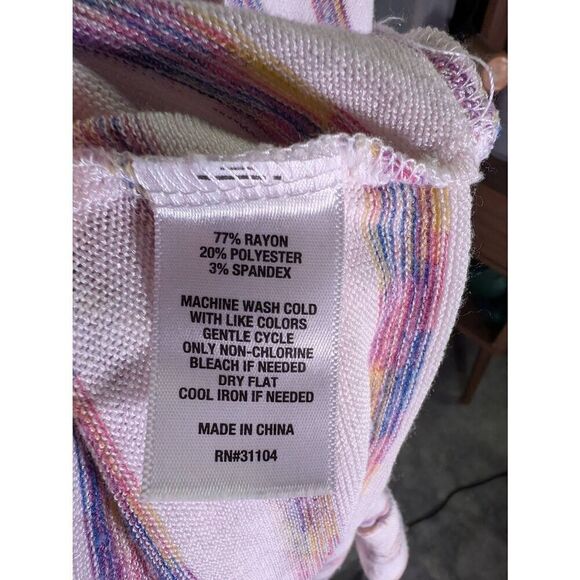 77% RAYON
20% POLYESTER
3% SPANDEX
MACHINE WASH COLD
WITH LIKE COLORS
GENTLE CYCLE
ONLY NON-CHLORINE
BLEACH IF NEEDED
DRY FLAT
COOL IRON IF NEEDED
MADE IN CHINA
RN#31104